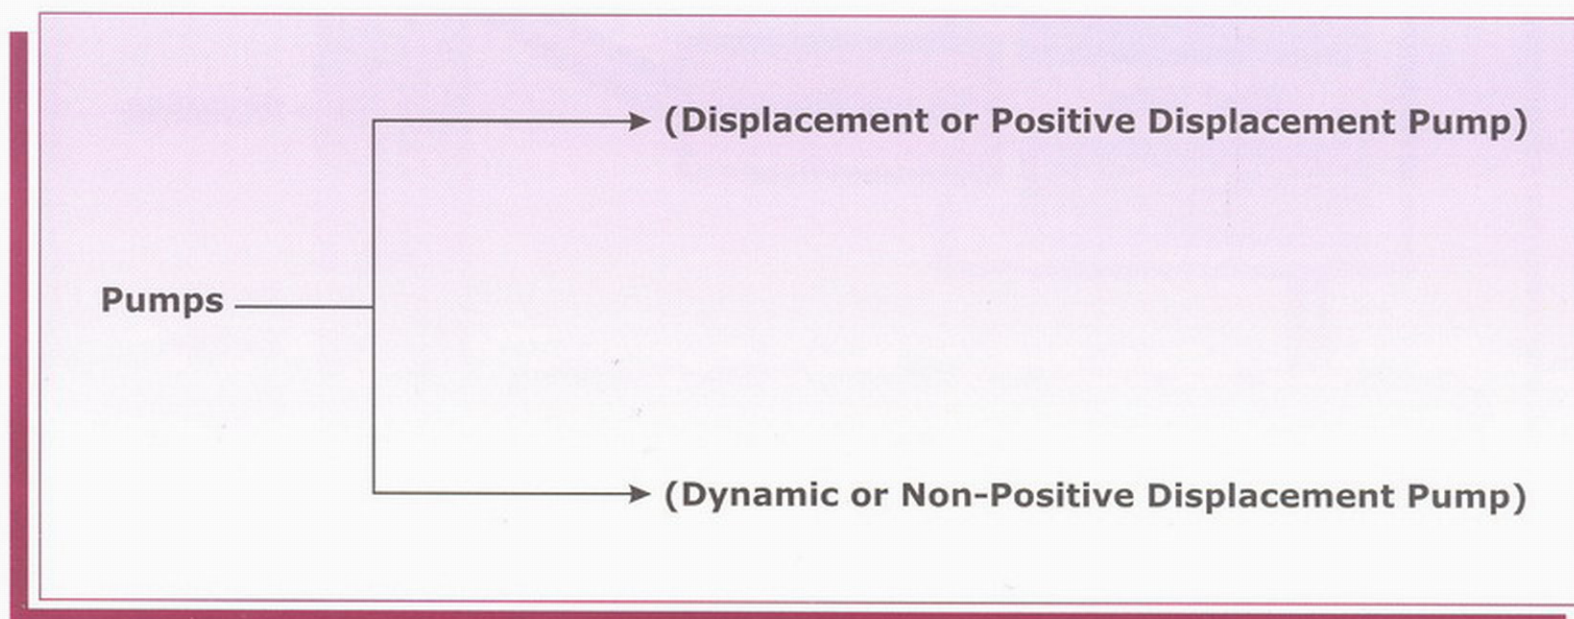 (Displacement or Positive Displacement Pump)
Pumps
(Dynamic or Non-Positive Displacement Pump)